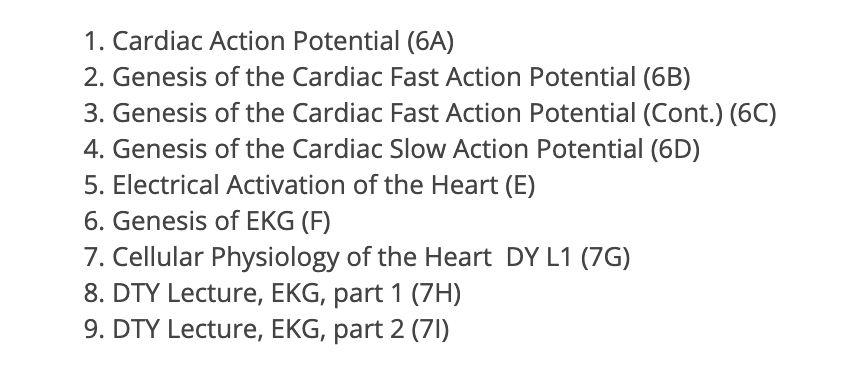 1. Cardiac Action Potential (6A)
2. Genesis of the Cardiac Fast Action Potential (6B)
3. Genesis of the Cardiac Fast Action Potential (Cont.) (6C)
4. Genesis of the Cardiac Slow Action Potential (6D)
5. Electrical Activation of the Heart (E)
6. Genesis of EKG (F)
7. Cellular Physiology of the Heart  DY L1 (7G)
8. DTY Lecture, EKG, part 1 (7H)
9. DTY Lecture, EKG, part 2 (7I)